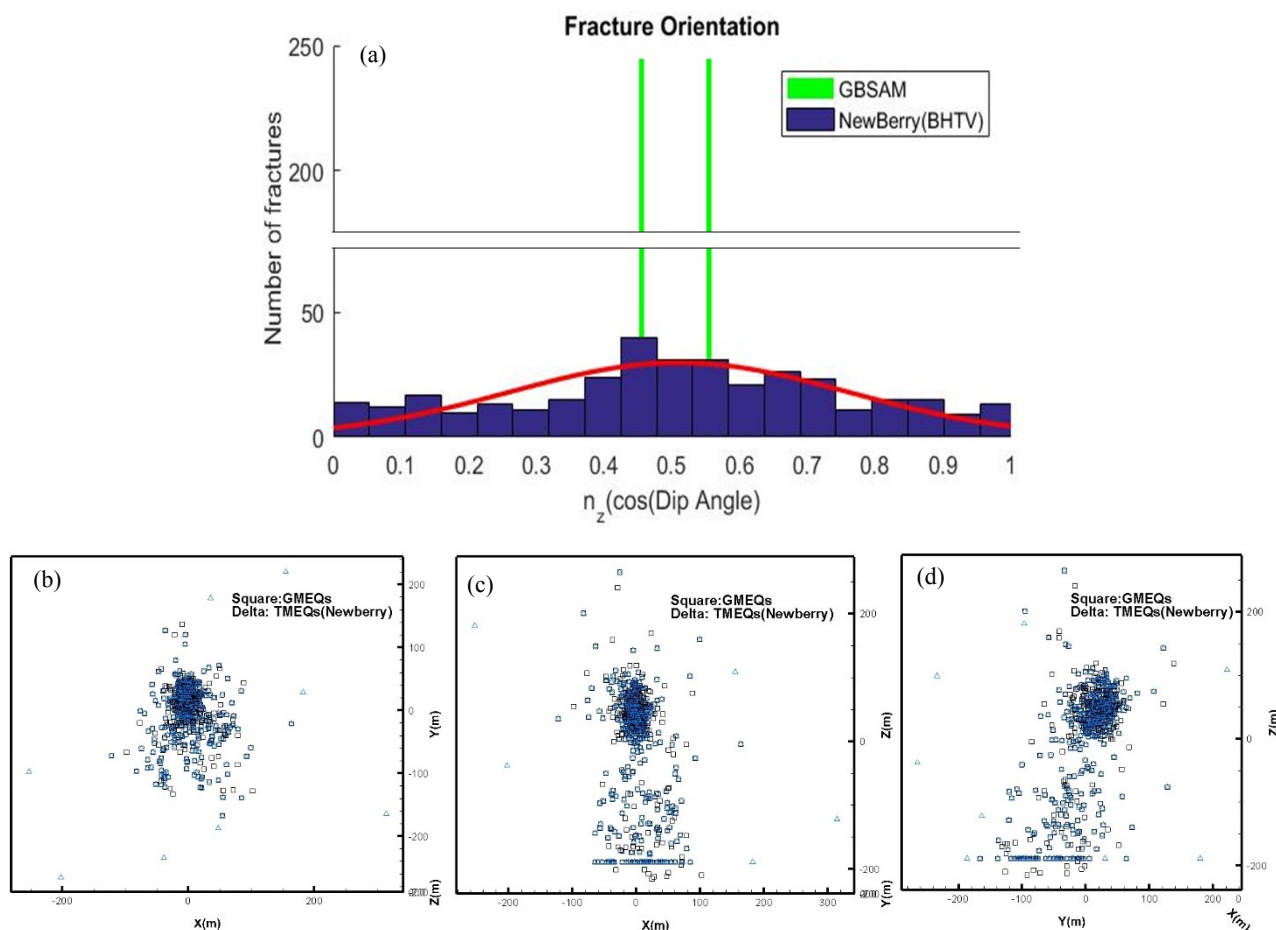 Fracture Orientation
(a)
250
200
50
0
Number of fractures
GBSAM
NewBerry(BHTV)
0 0.1 0.2 0.3 0.4 0.5 0.6 0.7 0.8 0.9 1
n_z(cos(Dip Angle)
(b)
Square:GMEQs
Delta: TMEQs(Newberry)
200
100
0
-100
-200
Y(m)
Z(m)
-200 0 200
X(m)
(c)
Square:GMEQs
Delta: TMEQs(Newberry)
200
0
-200
Z(m)
Y(m)
-200 -100 0 100 200 300
X(m)
(d)
Square:GMEQs
Delta: TMEQs(Newberry)
200
0
-200
Z(m)
X(m)
-200 -100 0 100 200 0
Y(m)